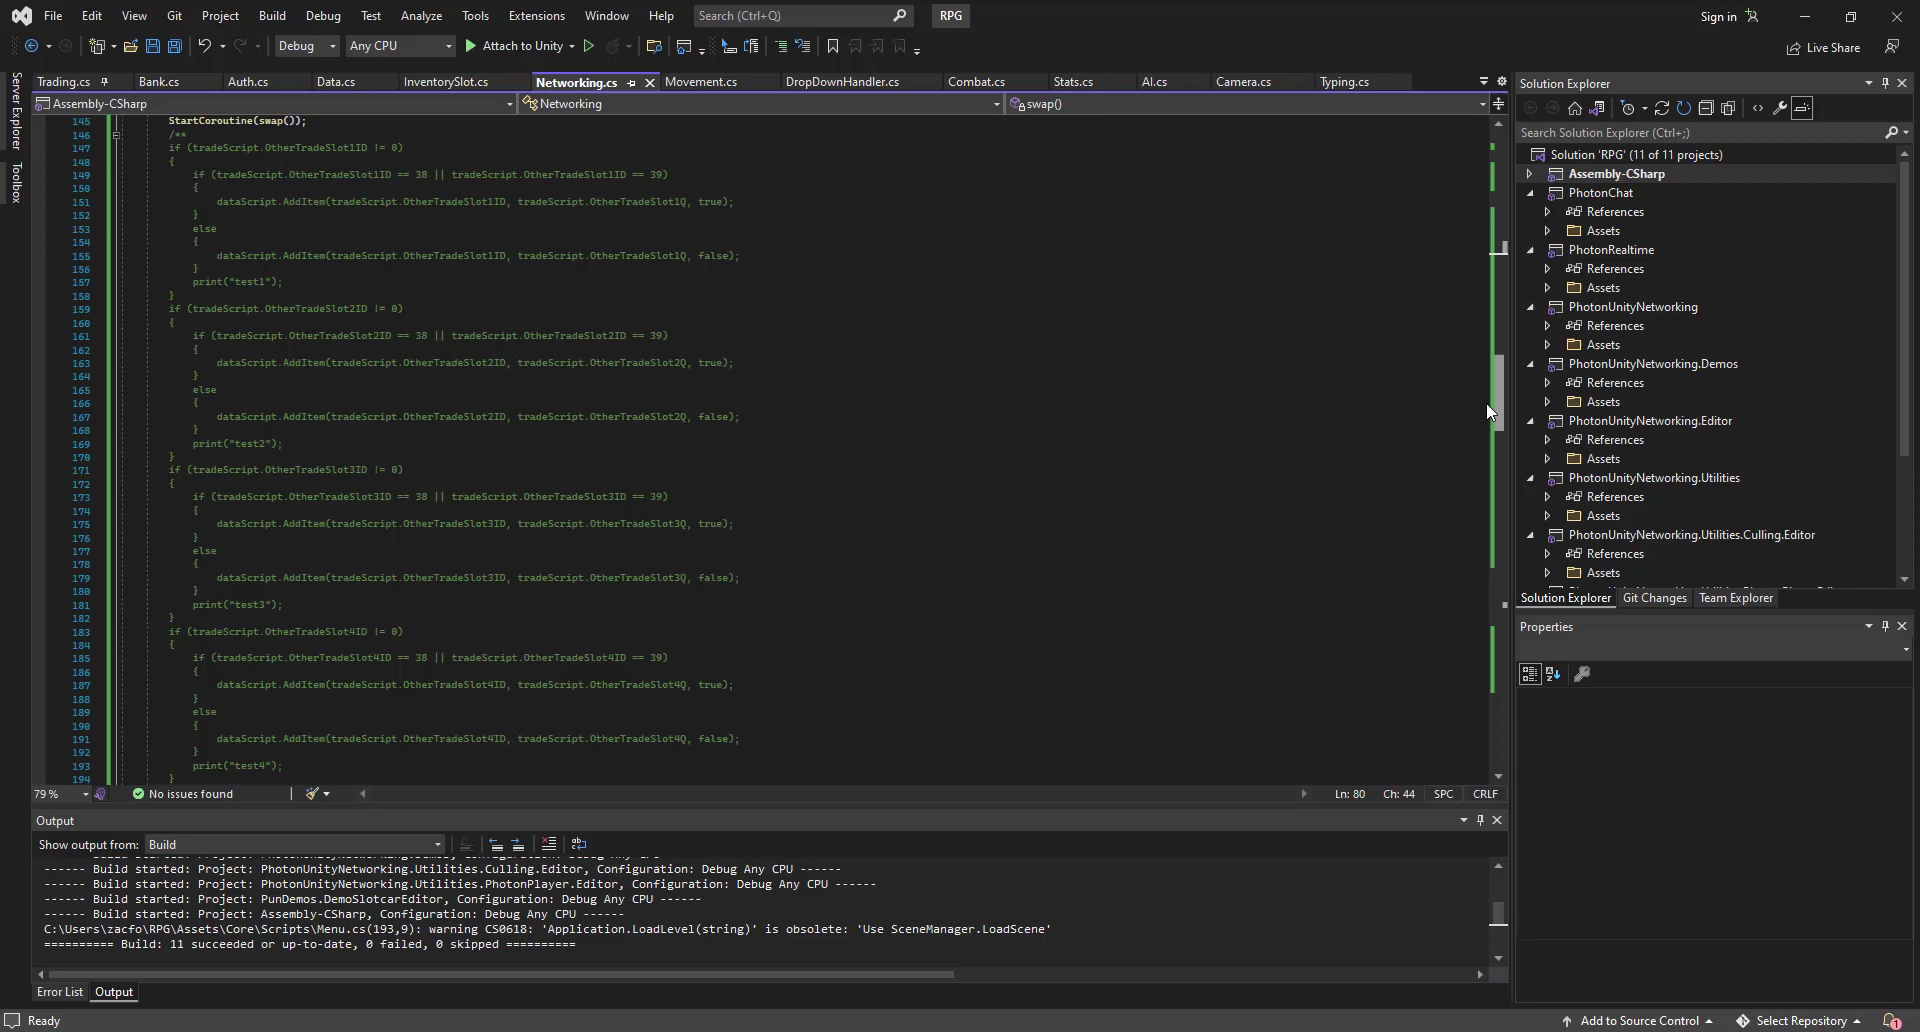 File Edit View Git Project Build Debug Test Analyze Tools Extensions Window Help Search (Ctrl+Q) RPG Sign in
Debug Any CPU Attach to Unity Live Share
Server Explorer
Toolbox
Trading.cs Bank.cs Auth.cs Data.cs InventorySlot.cs Networking.cs Movement.cs DropDownHandler.cs Combat.cs Stats.cs AI.cs Camera.cs Typing.cs
Assembly-CSharp Networking swap()
145 StartCoroutine(swap());
146 /**
147 if (tradeScript.OtherTradeSlot1ID != 0)
148 {
149 if (tradeScript.OtherTradeSlot1ID == 38 || tradeScript.OtherTradeSlot1ID == 39)
150 {
151 dataScript.AddItem(tradeScript.OtherTradeSlot1ID, tradeScript.OtherTradeSlot1Q, true);
152 }
153 else
154 {
155 dataScript.AddItem(tradeScript.OtherTradeSlot1ID, tradeScript.OtherTradeSlot1Q, false);
156 }
157 print("test1");
158 }
159 if (tradeScript.OtherTradeSlot2ID != 0)
160 {
161 if (tradeScript.OtherTradeSlot2ID == 38 || tradeScript.OtherTradeSlot2ID == 39)
162 {
163 dataScript.AddItem(tradeScript.OtherTradeSlot2ID, tradeScript.OtherTradeSlot2Q, true);
164 }
165 else
166 {
167 dataScript.AddItem(tradeScript.OtherTradeSlot2ID, tradeScript.OtherTradeSlot2Q, false);
168 }
169 print("test2");
170 }
171 if (tradeScript.OtherTradeSlot3ID != 0)
172 {
173 if (tradeScript.OtherTradeSlot3ID == 38 || tradeScript.OtherTradeSlot3ID == 39)
174 {
175 dataScript.AddItem(tradeScript.OtherTradeSlot3ID, tradeScript.OtherTradeSlot3Q, true);
176 }
177 else
178 {
179 dataScript.AddItem(tradeScript.OtherTradeSlot3ID, tradeScript.OtherTradeSlot3Q, false);
180 }
181 print("test3");
182 }
183 if (tradeScript.OtherTradeSlot4ID != 0)
184 {
185 if (tradeScript.OtherTradeSlot4ID == 38 || tradeScript.OtherTradeSlot4ID == 39)
186 {
187 dataScript.AddItem(tradeScript.OtherTradeSlot4ID, tradeScript.OtherTradeSlot4Q, true);
188 }
189 else
190 {
191 dataScript.AddItem(tradeScript.OtherTradeSlot4ID, tradeScript.OtherTradeSlot4Q, false);
192 }
193 print("test4");
194 }
79 % No issues found Ln: 80 Ch: 44 SPC CRLF
Output
Show output from: Build
------ Build started: Project: PhotonUnityNetworking.Utilities.Culling.Editor, Configuration: Debug Any CPU ------
------ Build started: Project: PhotonUnityNetworking.Utilities.PhotonPlayer.Editor, Configuration: Debug Any CPU ------
------ Build started: Project: PunDemos.DemoSlotcarEditor, Configuration: Debug Any CPU ------
------ Build started: Project: Assembly-CSharp, Configuration: Debug Any CPU ------
C:\Users\zacfo\RPG\Assets\Core\Scripts\Menu.cs(193,9): warning CS0618: 'Application.LoadLevel(string)' is obsolete: 'Use SceneManager.LoadScene'
========== Build: 11 succeeded or up-to-date, 0 failed, 0 skipped ==========
Error List Output
Solution Explorer
Search Solution Explorer (Ctrl+;)
Solution 'RPG' (11 of 11 projects)
Assembly-CSharp
PhotonChat
References
Assets
PhotonRealtime
References
Assets
PhotonUnityNetworking
References
Assets
PhotonUnityNetworking.Demos
References
Assets
PhotonUnityNetworking.Editor
References
Assets
PhotonUnityNetworking.Utilities
References
Assets
PhotonUnityNetworking.Utilities.Culling.Editor
References
Assets
Solution Explorer Git Changes Team Explorer
Properties
Ready Add to Source Control Select Repository 1